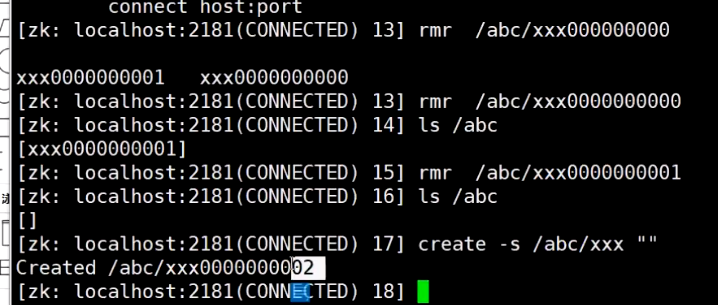 connect host:port
[zk: localhost:2181(CONNECTED) 13] rmr  /abc/xxx000000000
xxx0000000001   xxx0000000000
[zk: localhost:2181(CONNECTED) 13] rmr  /abc/xxx0000000000
[zk: localhost:2181(CONNECTED) 14] ls /abc
[xxx0000000001]
[zk: localhost:2181(CONNECTED) 15] rmr  /abc/xxx0000000001
[zk: localhost:2181(CONNECTED) 16] ls /abc
[]
[zk: localhost:2181(CONNECTED) 17] create -s /abc/xxx ""
Created /abc/xxx0000000002
[zk: localhost:2181(CONNECTED) 18]